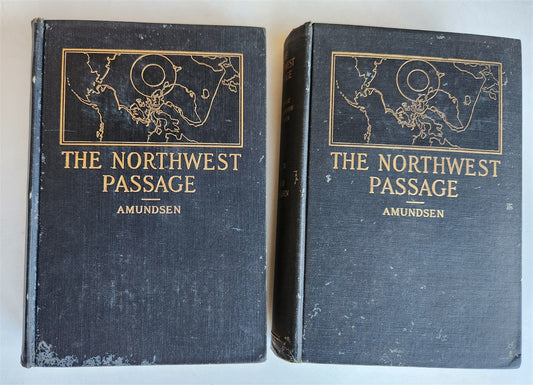 THE NORTHWEST
PASSAGE
AMUNDSEN
THE NORTHWEST
PASSAGE
AMUNDSEN